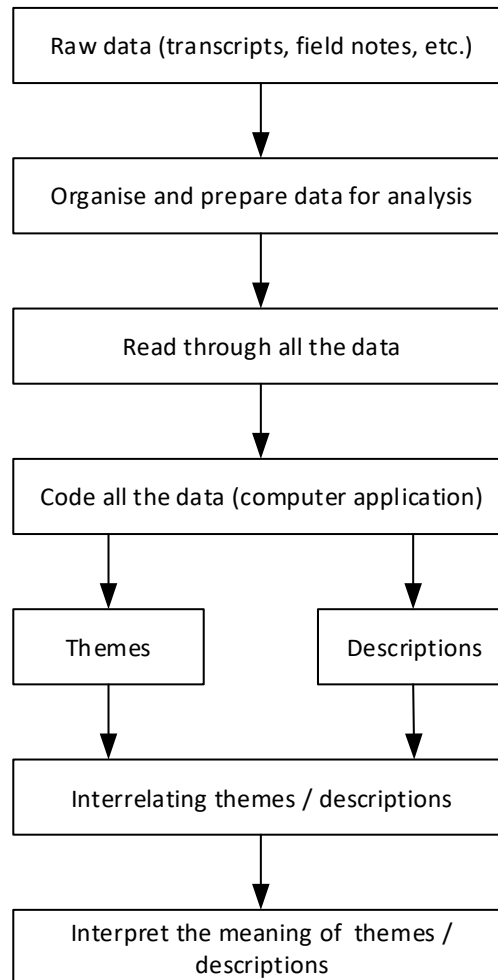 Raw data (transcripts, field notes, etc.)
Organise and prepare data for analysis
Read through all the data
Code all the data (computer application)
Themes
Descriptions
Interrelating themes / descriptions
Interpret the meaning of themes /
descriptions